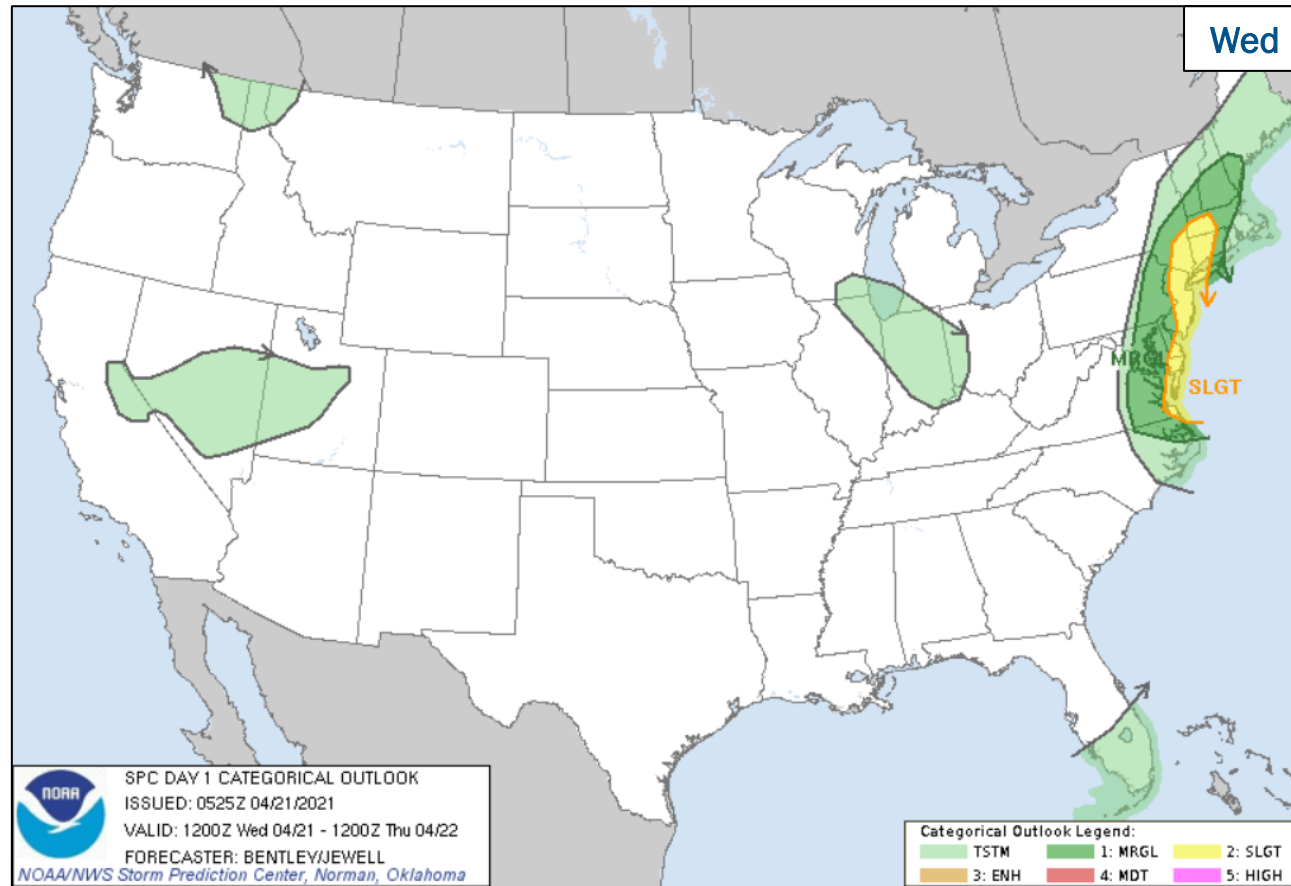 Wed
MRGL
SLGT
NOAA
SPC DAY 1 CATEGORICAL OUTLOOK
ISSUED: 0525Z 04/21/2021
VALID: 1200Z Wed 04/21 - 1200Z Thu 04/22
FORECASTER: BENTLEY/JEWELL
NOAA/NWS Storm Prediction Center, Norman, Oklahoma
Categorical Outlook Legend:
TSTM 1: MRGL 2: SLGT
3: ENH 4: MDT 5: HIGH